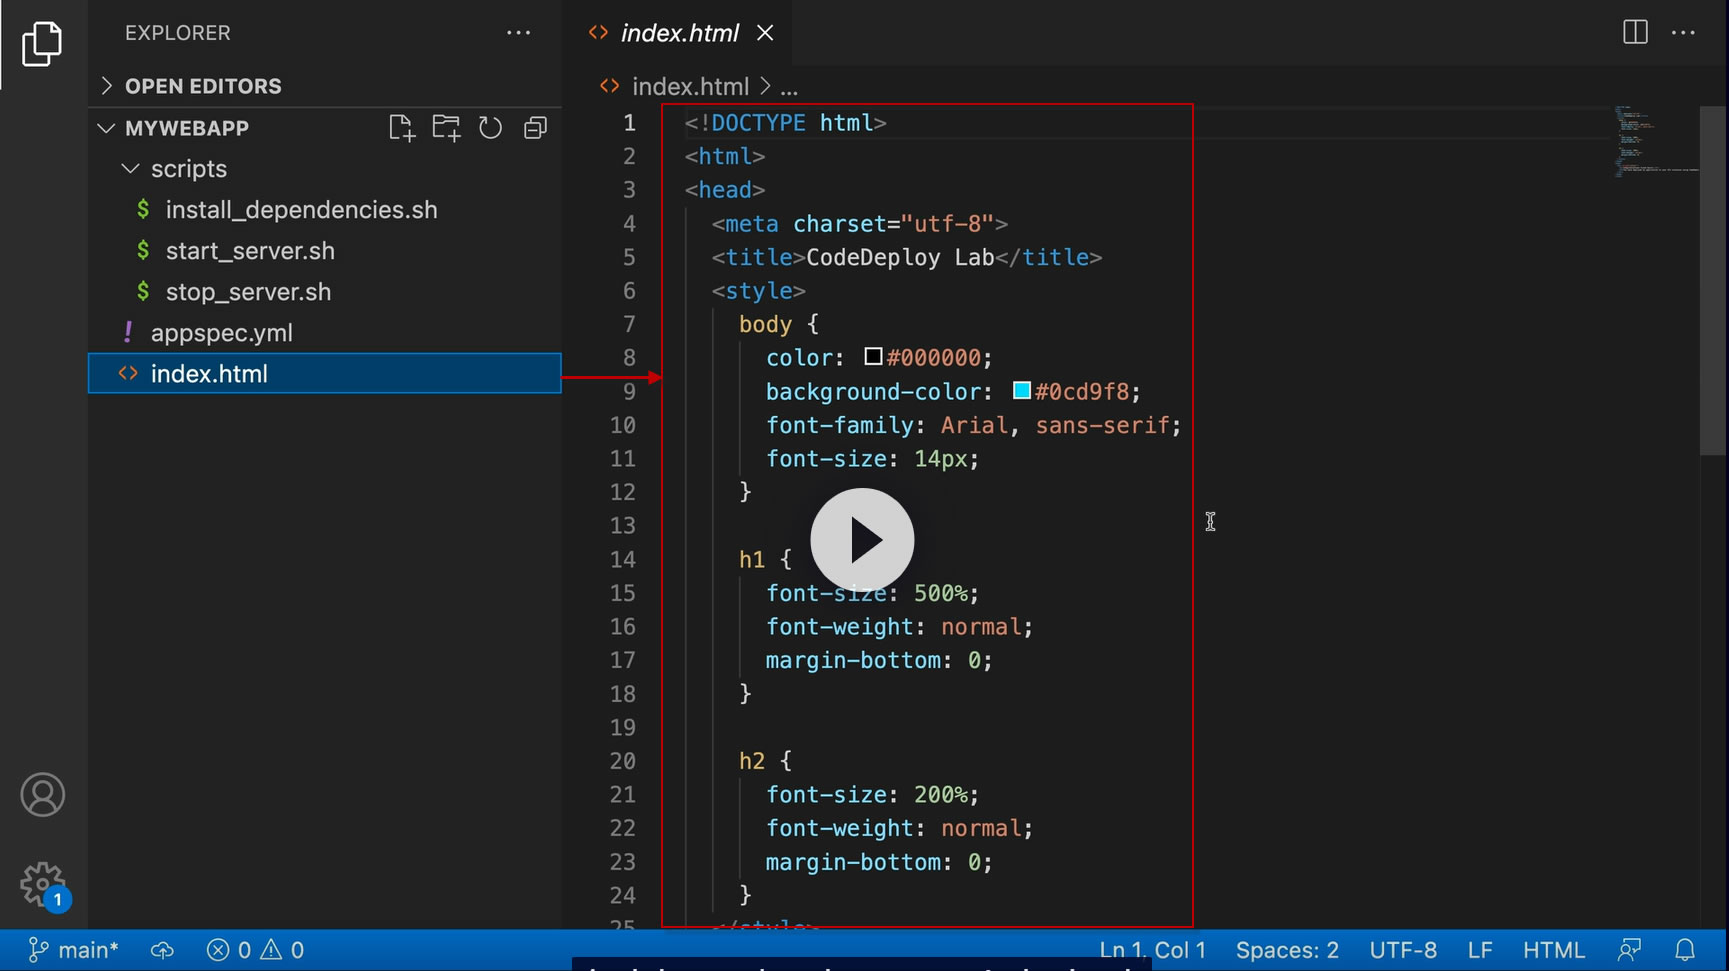 EXPLORER
OPEN EDITORS
MYWEBAPP
scripts
$ install_dependencies.sh
$ start_server.sh
$ stop_server.sh
! appspec.yml
<> index.html
1
<> index.html
<> index.html > ...
1 <!DOCTYPE html>
2 <html>
3 <head>
4 <meta charset="utf-8">
5 <title>CodeDeploy Lab</title>
6 <style>
7 body {
8 color: #000000;
9 background-color: #0cd9f8;
10 font-family: Arial, sans-serif;
11 font-size: 14px;
12 }
13
14 h1 {
15 font-size: 500%;
16 font-weight: normal;
17 margin-bottom: 0;
18 }
19
20 h2 {
21 font-size: 200%;
22 font-weight: normal;
23 margin-bottom: 0;
24 }
25 </style>
main* 0 0 Ln 1, Col 1 Spaces: 2 UTF-8 LF HTML